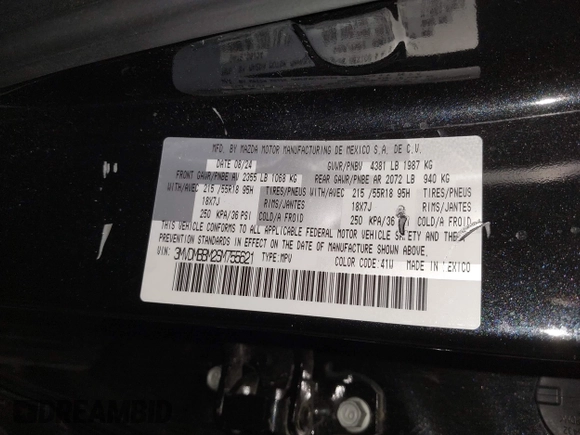 MFD. BY MAZDA MOTOR MANUFACTURING DE MEXICO S.A. DE C.V.
DATE 08/24 GVWR/PNBV 4381 LB 1987 KG
FRONT GAWR/PNBE AV 2355 LB 1068 KG REAR GAWR/PNBE AR 2072 LB 940 KG
WITH/AVEC 215/55R18 95H TIRES/PNEUS WITH/AVEC 215/55R18 95H TIRES/PNEUS
18X7J RIMS/JANTES 18X7J RIMS/JANTES
250 KPA/36 PSI COLD/A FROID 250 KPA/36 COLD/A FROID
THIS VEHICLE CONFORMS TO ALL APPLICABLE FEDERAL MOTOR VEHICLE SAFETY AND THEFT
PREVENTION STANDARDS IN EFFECT ON THE DATE OF MANUFACTURE SHOWN ABOVE.
VIN: TYPE: MPV COLOR CODE: 41W MADE IN MEXICO
DREAMBID